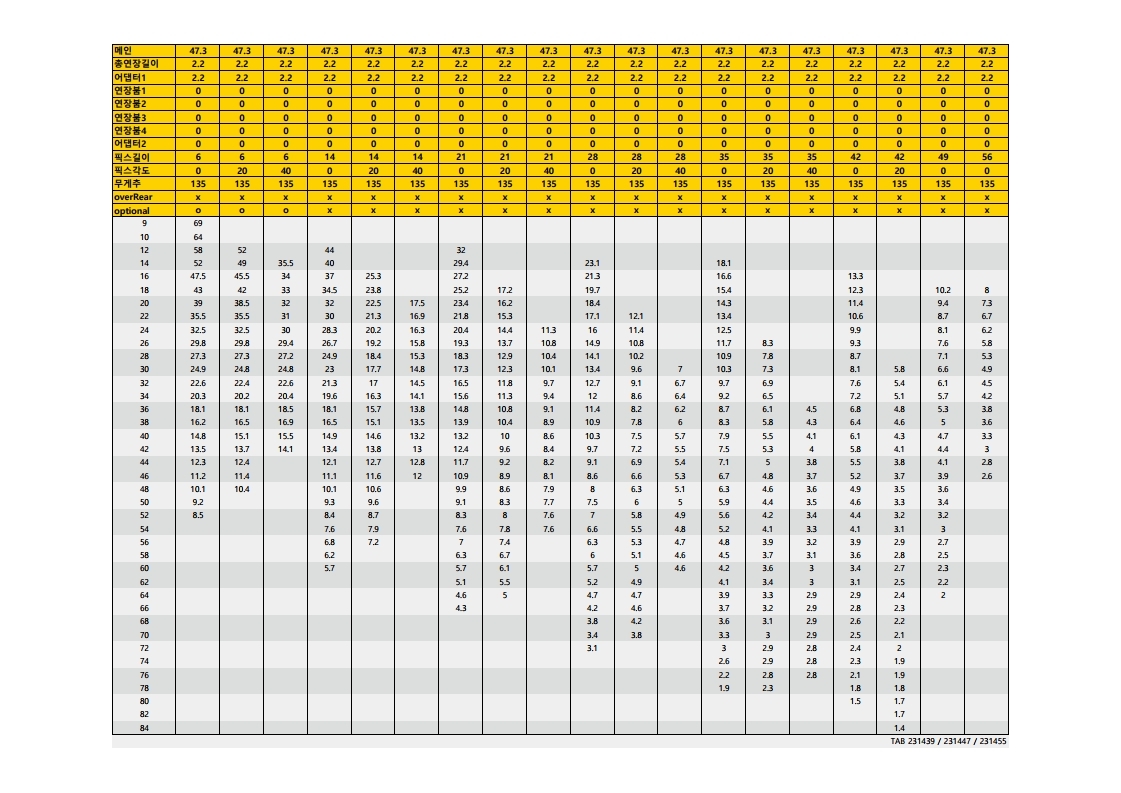 메인 47.3 47.3 47.3 47.3 47.3 47.3 47.3 47.3 47.3 47.3 47.3 47.3 47.3 47.3 47.3 47.3 47.3 47.3 47.3
총연장길이 2.2 2.2 2.2 2.2 2.2 2.2 2.2 2.2 2.2 2.2 2.2 2.2 2.2 2.2 2.2 2.2 2.2 2.2 2.2
어댑터1 2.2 2.2 2.2 2.2 2.2 2.2 2.2 2.2 2.2 2.2 2.2 2.2 2.2 2.2 2.2 2.2 2.2 2.2 2.2
연장붐1 0 0 0 0 0 0 0 0 0 0 0 0 0 0 0 0 0 0 0
연장붐2 0 0 0 0 0 0 0 0 0 0 0 0 0 0 0 0 0 0 0
연장붐3 0 0 0 0 0 0 0 0 0 0 0 0 0 0 0 0 0 0 0
연장붐4 0 0 0 0 0 0 0 0 0 0 0 0 0 0 0 0 0 0 0
어댑터2 0 0 0 0 0 0 0 0 0 0 0 0 0 0 0 0 0 0 0
픽스길이 6 6 6 14 14 14 21 21 21 28 28 28 35 35 35 42 42 49 56
픽스각도 0 20 40 0 20 40 0 20 40 0 20 40 0 20 40 0 20 0 0
무게추 135 135 135 135 135 135 135 135 135 135 135 135 135 135 135 135 135 135 135
overRear x x x x x x x x x x x x x x x x x x x
optional o o o x x x x x x x x x x x x x x x x
9 69
10 64
12 58 52 44 32
14 52 49 35.5 40 29.4 23.1 18.1
16 47.5 45.5 34 37 25.3 27.2 21.3 16.6 13.3
18 43 42 33 34.5 23.8 25.2 17.2 19.7 15.4 12.3 10.2 8
20 39 38.5 32 32 22.5 17.5 23.4 16.2 18.4 14.3 11.4 9.4 7.3
22 35.5 35.5 31 30 21.3 16.9 21.8 15.3 17.1 12.1 13.4 10.6 8.7 6.7
24 32.5 32.5 30 28.3 20.2 16.3 20.4 14.4 11.3 16 11.4 12.5 9.9 8.1 6.2
26 29.8 29.8 29.4 26.7 19.2 15.8 19.3 13.7 10.8 14.9 10.8 11.7 8.3 9.3 7.6 5.8
28 27.3 27.3 27.2 24.9 18.4 15.3 18.3 12.9 10.4 14.1 10.2 10.9 7.8 8.7 7.1 5.3
30 24.9 24.8 24.8 23 17.7 14.8 17.3 12.3 10.1 13.4 9.6 7 10.3 7.3 8.1 5.8 6.6 4.9
32 22.6 22.4 22.6 21.3 17 14.5 16.5 11.8 9.7 12.7 9.1 6.7 9.7 6.9 7.6 5.4 6.1 4.5
34 20.3 20.2 20.4 19.6 16.3 14.1 15.6 11.3 9.4 12 8.6 6.4 9.2 6.5 7.2 5.1 5.7 4.2
36 18.1 18.1 18.5 18.1 15.7 13.8 14.8 10.8 9.1 11.4 8.2 6.2 8.7 6.1 4.5 6.8 4.8 5.3 3.8
38 16.2 16.5 16.9 16.5 15.1 13.5 13.9 10.4 8.9 10.9 7.8 6 8.3 5.8 4.3 6.4 4.6 5 3.6
40 14.8 15.1 15.5 14.9 14.6 13.2 13.2 10 8.6 10.3 7.5 5.7 7.9 5.5 4.1 6.1 4.3 4.7 3.3
42 13.5 13.7 14.1 13.4 13.8 13 12.4 9.6 8.4 9.7 7.2 5.5 7.5 5.3 4 5.8 4.1 4.4 3
44 12.3 12.4 12.1 12.7 12.8 11.7 9.2 8.2 9.1 6.9 5.4 7.1 5 3.8 5.5 3.8 4.1 2.8
46 11.2 11.4 11.1 11.6 12 10.9 8.9 8.1 8.6 6.6 5.3 6.7 4.8 3.7 5.2 3.7 3.9 2.6
48 10.1 10.4 10.1 10.6 9.9 8.6 7.9 8 6.3 5.1 6.3 4.6 3.6 4.9 3.5 3.6
50 9.2 9.3 9.6 9.1 8.3 7.7 7.5 6 5 5.9 4.4 3.5 4.6 3.3 3.4
52 8.5 8.4 8.7 8.3 8 7.6 7 5.8 4.9 5.6 4.2 3.4 4.4 3.2 3.2
54 7.6 7.9 7.6 7.8 7.6 6.6 5.5 4.8 5.2 4.1 3.3 4.1 3.1 3
56 6.8 7.2 7 7.4 6.3 5.3 4.7 4.8 3.9 3.2 3.9 2.9 2.7
58 6.2 6.3 6.7 6 5.1 4.6 4.5 3.7 3.1 3.6 2.8 2.5
60 5.7 5.7 6.1 5.7 5 4.6 4.2 3.6 3 3.4 2.7 2.3
62 5.1 5.5 5.2 4.9 4.1 3.4 3 3.1 2.5 2.2
64 4.6 5 4.7 4.7 3.9 3.3 2.9 2.9 2.4 2
66 4.3 4.2 4.6 3.7 3.2 2.9 2.8 2.3
68 3.8 4.2 3.6 3.1 2.9 2.6 2.2
70 3.4 3.8 3.3 3 2.9 2.5 2.1
72 3.1 3 2.9 2.8 2.4 2
74 2.6 2.9 2.8 2.3 1.9
76 2.2 2.8 2.8 2.1 1.9
78 1.9 2.3 1.8 1.8
80 1.5 1.7
82 1.7
84 1.4
TAB 231439 / 231447 / 231455